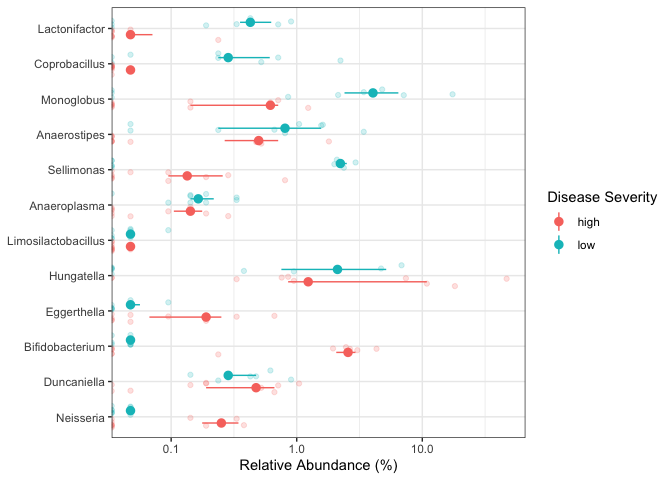 Lactonifactor
Coprobacillus
Monoglobus
Anaerostipes
Sellimonas
Anaeroplasma
Limosilactobacillus
Hungatella
Eggerthella
Bifidobacterium
Duncaniella
Neisseria
0.1 1.0 10.0
Relative Abundance (%)
Disease Severity
high
low